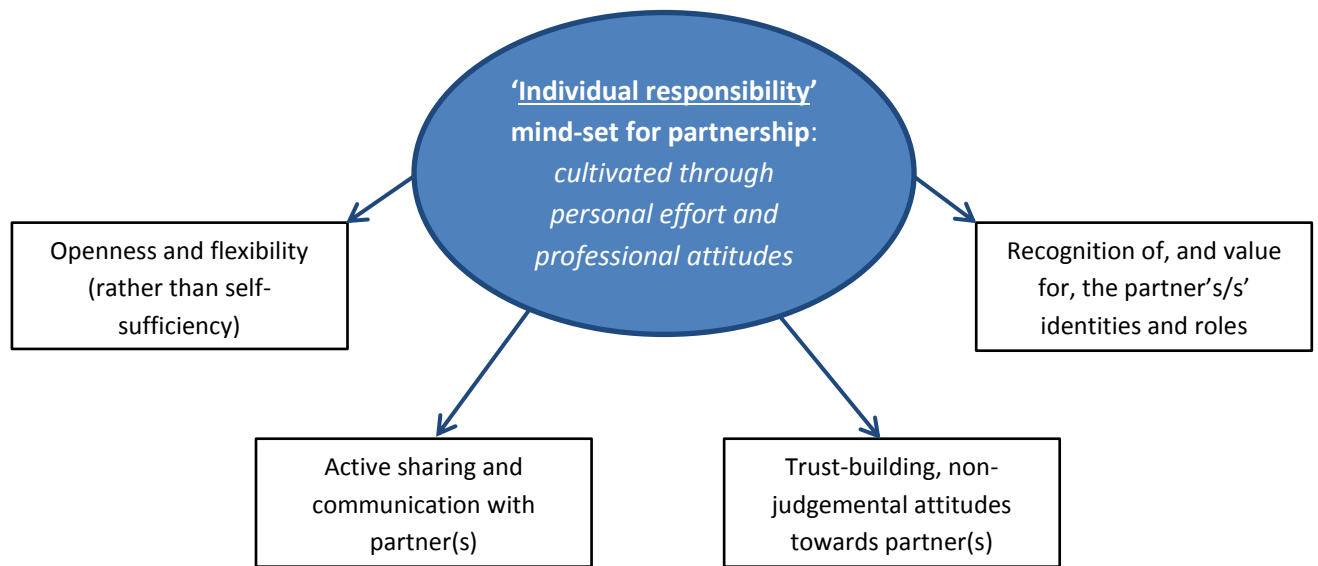 ‘Individual responsibility’
mind-set for partnership:
cultivated through
personal effort and
professional attitudes
Openness and flexibility
(rather than self-
sufficiency)
Recognition of, and value
for, the partner’s/s’
identities and roles
Active sharing and
communication with
partner(s)
Trust-building, non-
judgemental attitudes
towards partner(s)